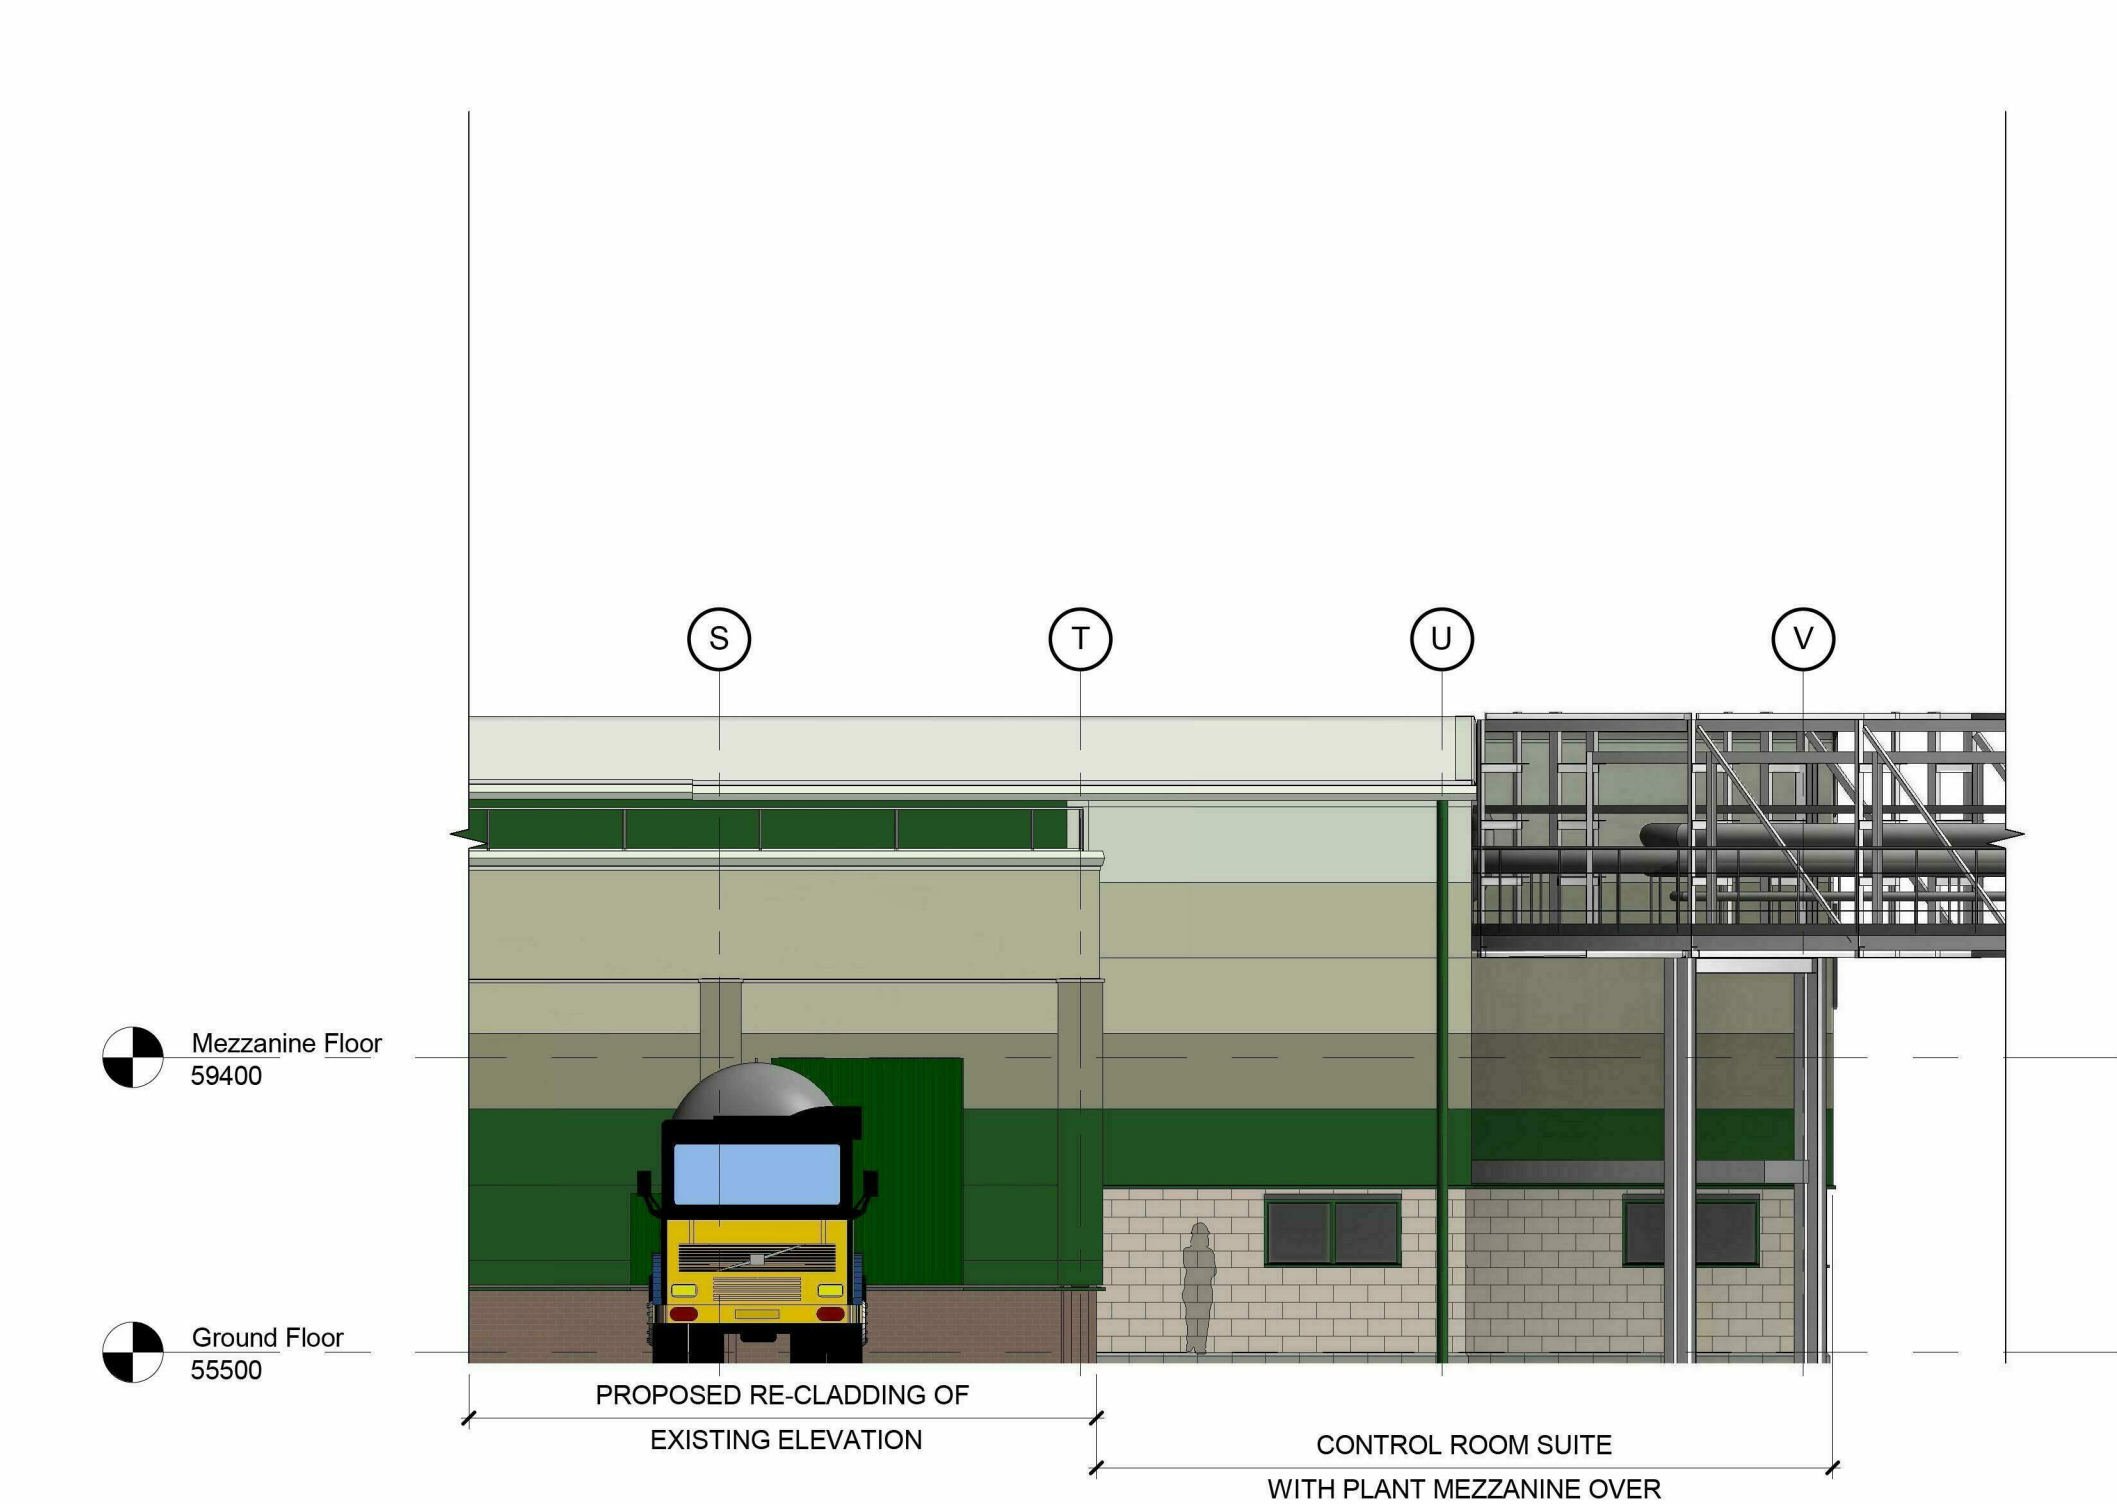 S
T
U
V
Mezzanine Floor
59400
Ground Floor
55500
PROPOSED RE-CLADDING OF
EXISTING ELEVATION
CONTROL ROOM SUITE
WITH PLANT MEZZANINE OVER